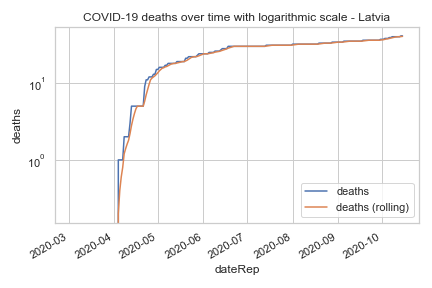 COVID-19 deaths over time with logarithmic scale - Latvia
deaths
10¹
10⁰
deaths
deaths (rolling)
2020-03
2020-04
2020-05
2020-06
2020-07
2020-08
2020-09
2020-10
dateRep